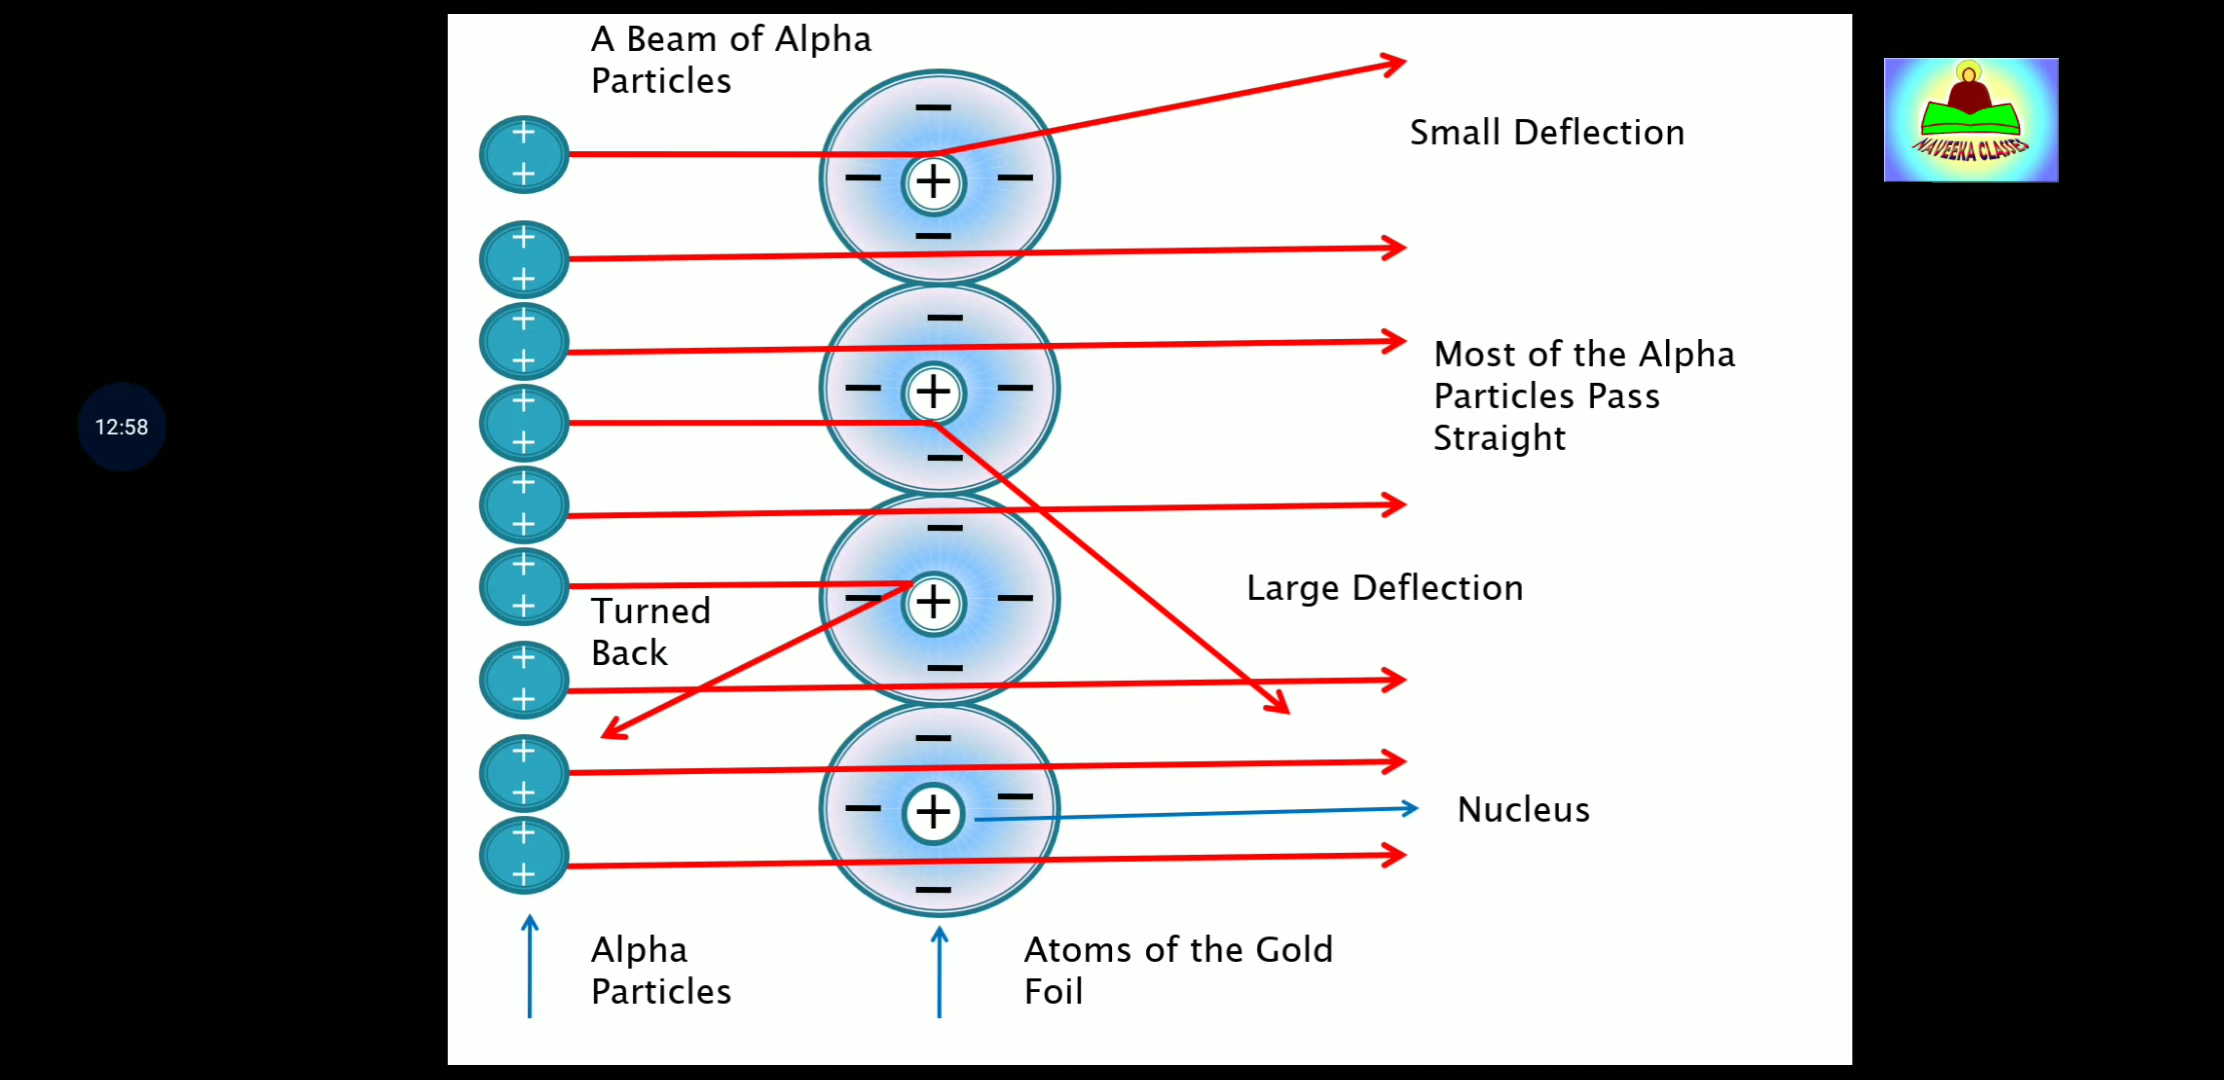 A Beam of Alpha
Particles
Small Deflection
NAVEEKA CLASSES
Most of the Alpha
Particles Pass
Straight
12:58
Large Deflection
Turned
Back
Nucleus
Alpha
Particles
Atoms of the Gold
Foil